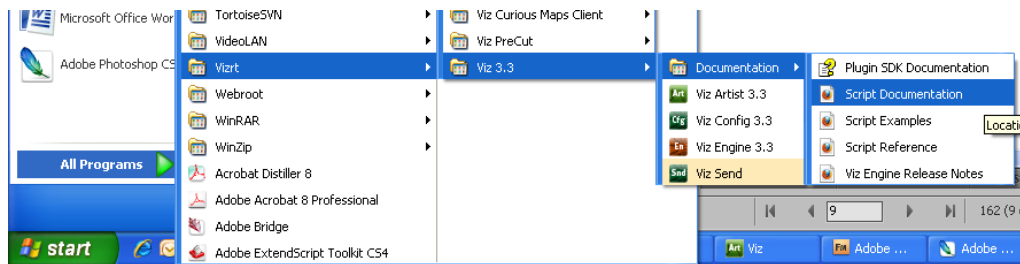 Microsoft Office Wor
Adobe Photoshop CS
All Programs
TortoiseSVN
VideoLAN
Vizrt
Webroot
WinRAR
WinZip
Acrobat Distiller 8
Adobe Acrobat 8 Professional
Adobe Bridge
Adobe ExtendScript Toolkit CS4
Viz Curious Maps Client
Viz PreCut
Viz 3.3
Documentation
Art Viz Artist 3.3
Cfg Viz Config 3.3
En Viz Engine 3.3
Snd Viz Send
Plugin SDK Documentation
Script Documentation
Script Examples
Locati
Script Reference
Viz Engine Release Notes
9
162 (9
start
Art Viz
Fm Adobe ...
Adobe ...